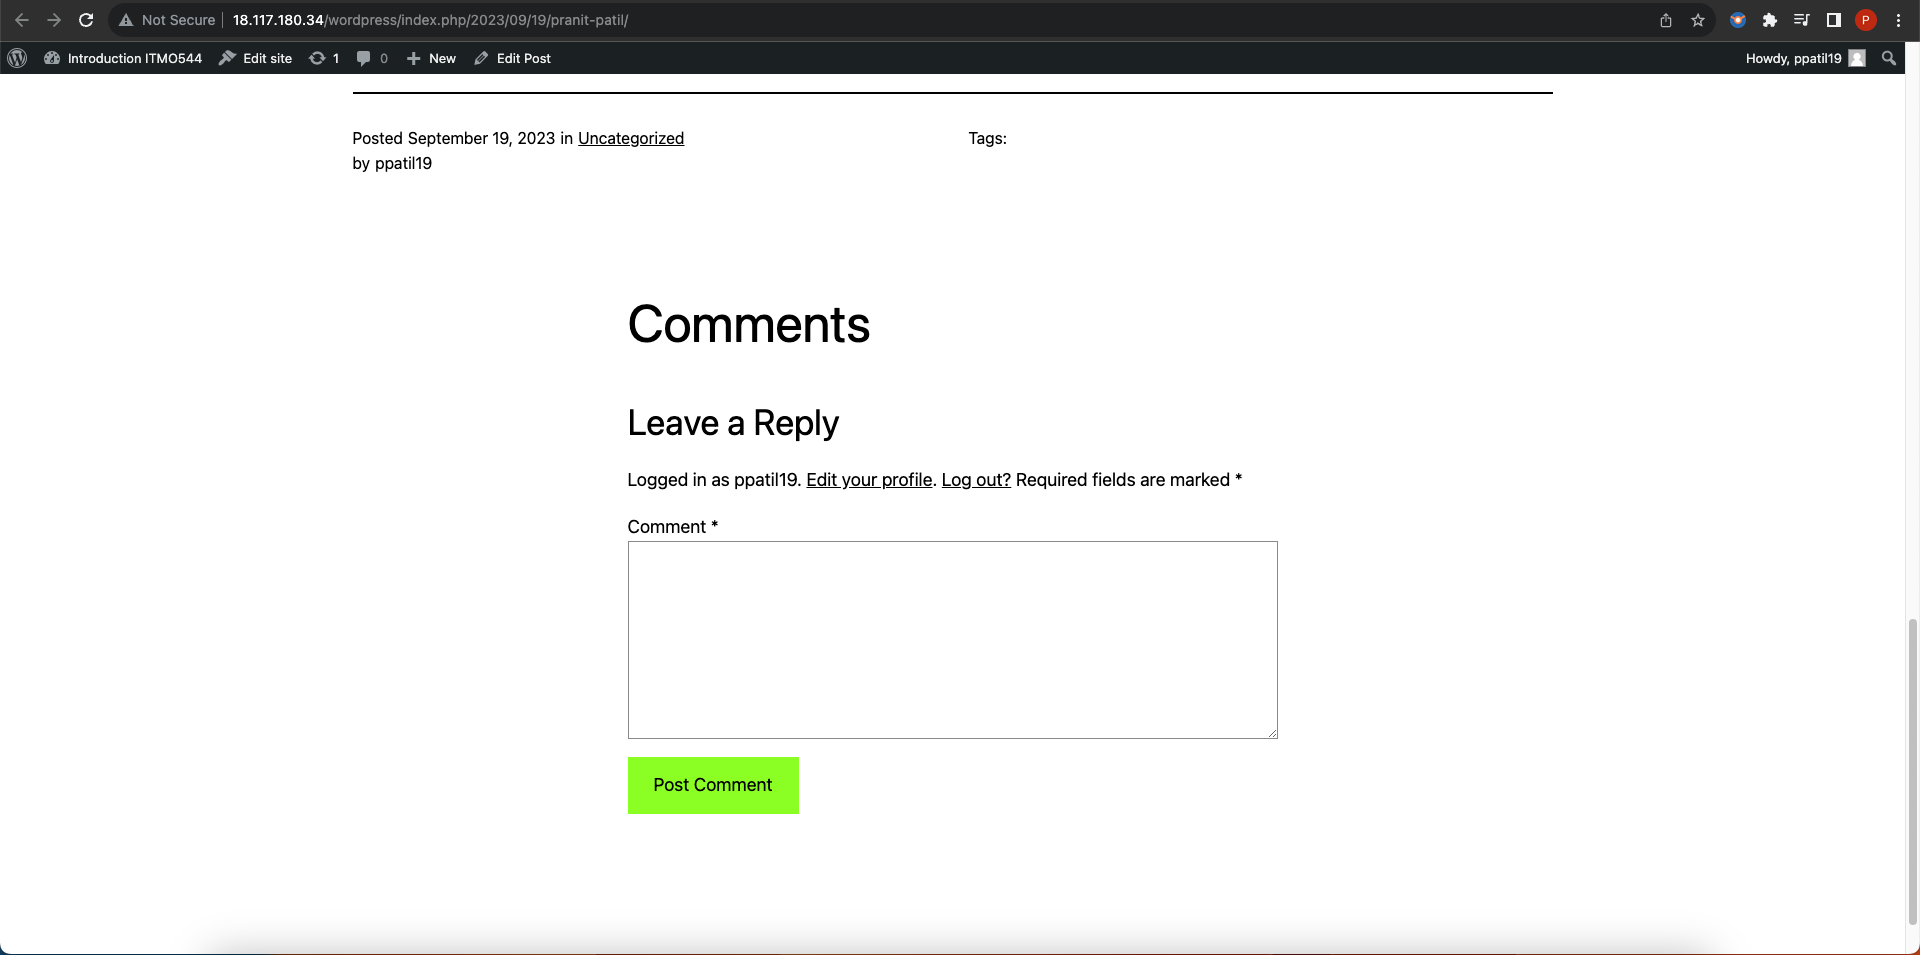 Not Secure | 18.117.180.34/wordpress/index.php/2023/09/19/pranit-patil/ P
Introduction ITMO544 Edit site 1 0 New Edit Post Howdy, ppatil19
Posted September 19, 2023 in Uncategorized Tags:
by ppatil19
Comments
Leave a Reply
Logged in as ppatil19. Edit your profile. Log out? Required fields are marked *
Comment *
Post Comment